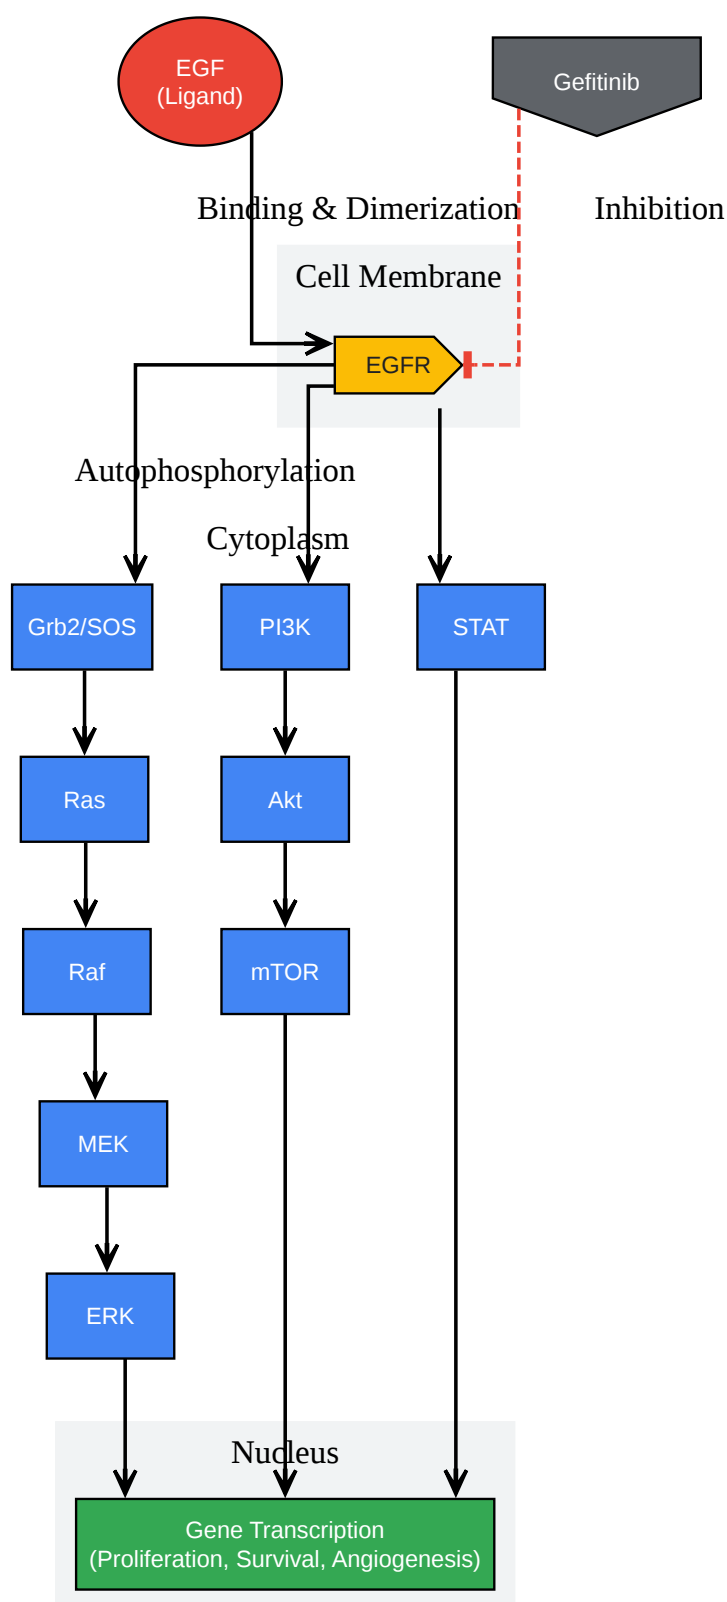 EGF
(Ligand)
Gefitinib
Binding & Dimerization
Inhibition
Cell Membrane
EGFR
Autophosphorylation
Cytoplasm
Grb2/SOS
PI3K
STAT
Ras
Akt
Raf
mTOR
MEK
ERK
Nucleus
Gene Transcription
(Proliferation, Survival, Angiogenesis)